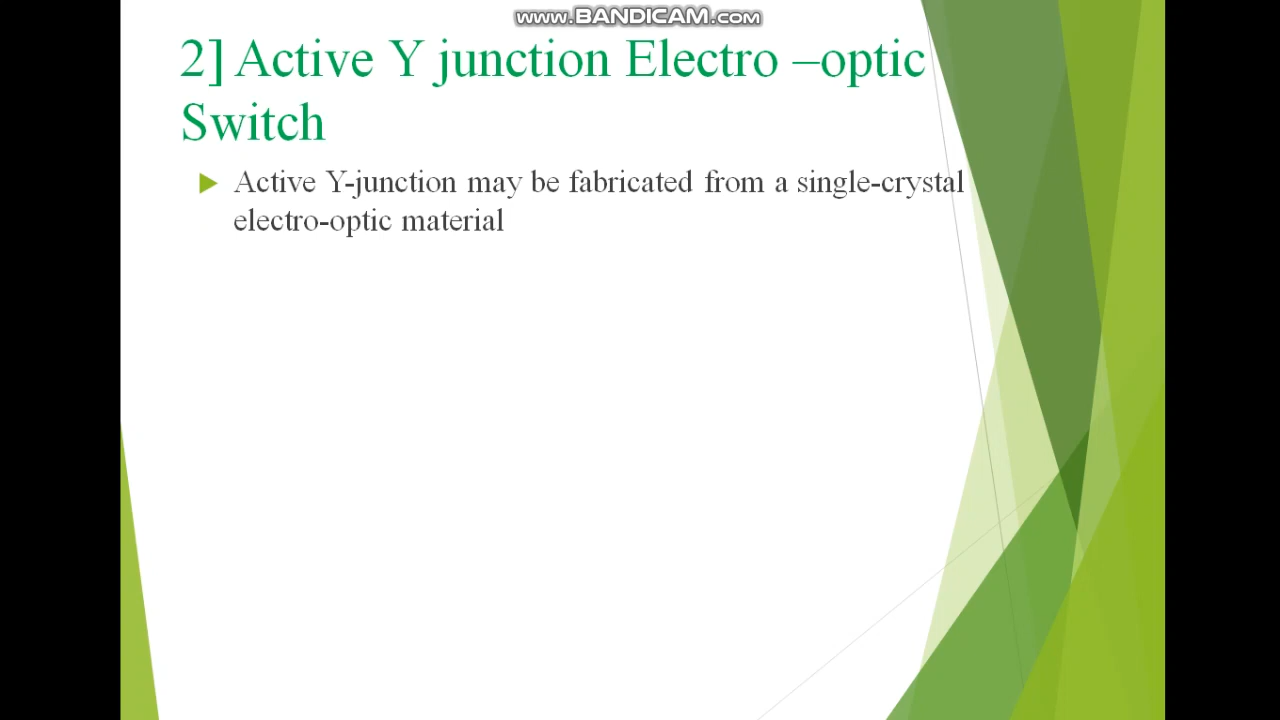 www.BANDICAM.com
2] Active Y junction Electro –optic
Switch
Active Y-junction may be fabricated from a single-crystal
electro-optic material